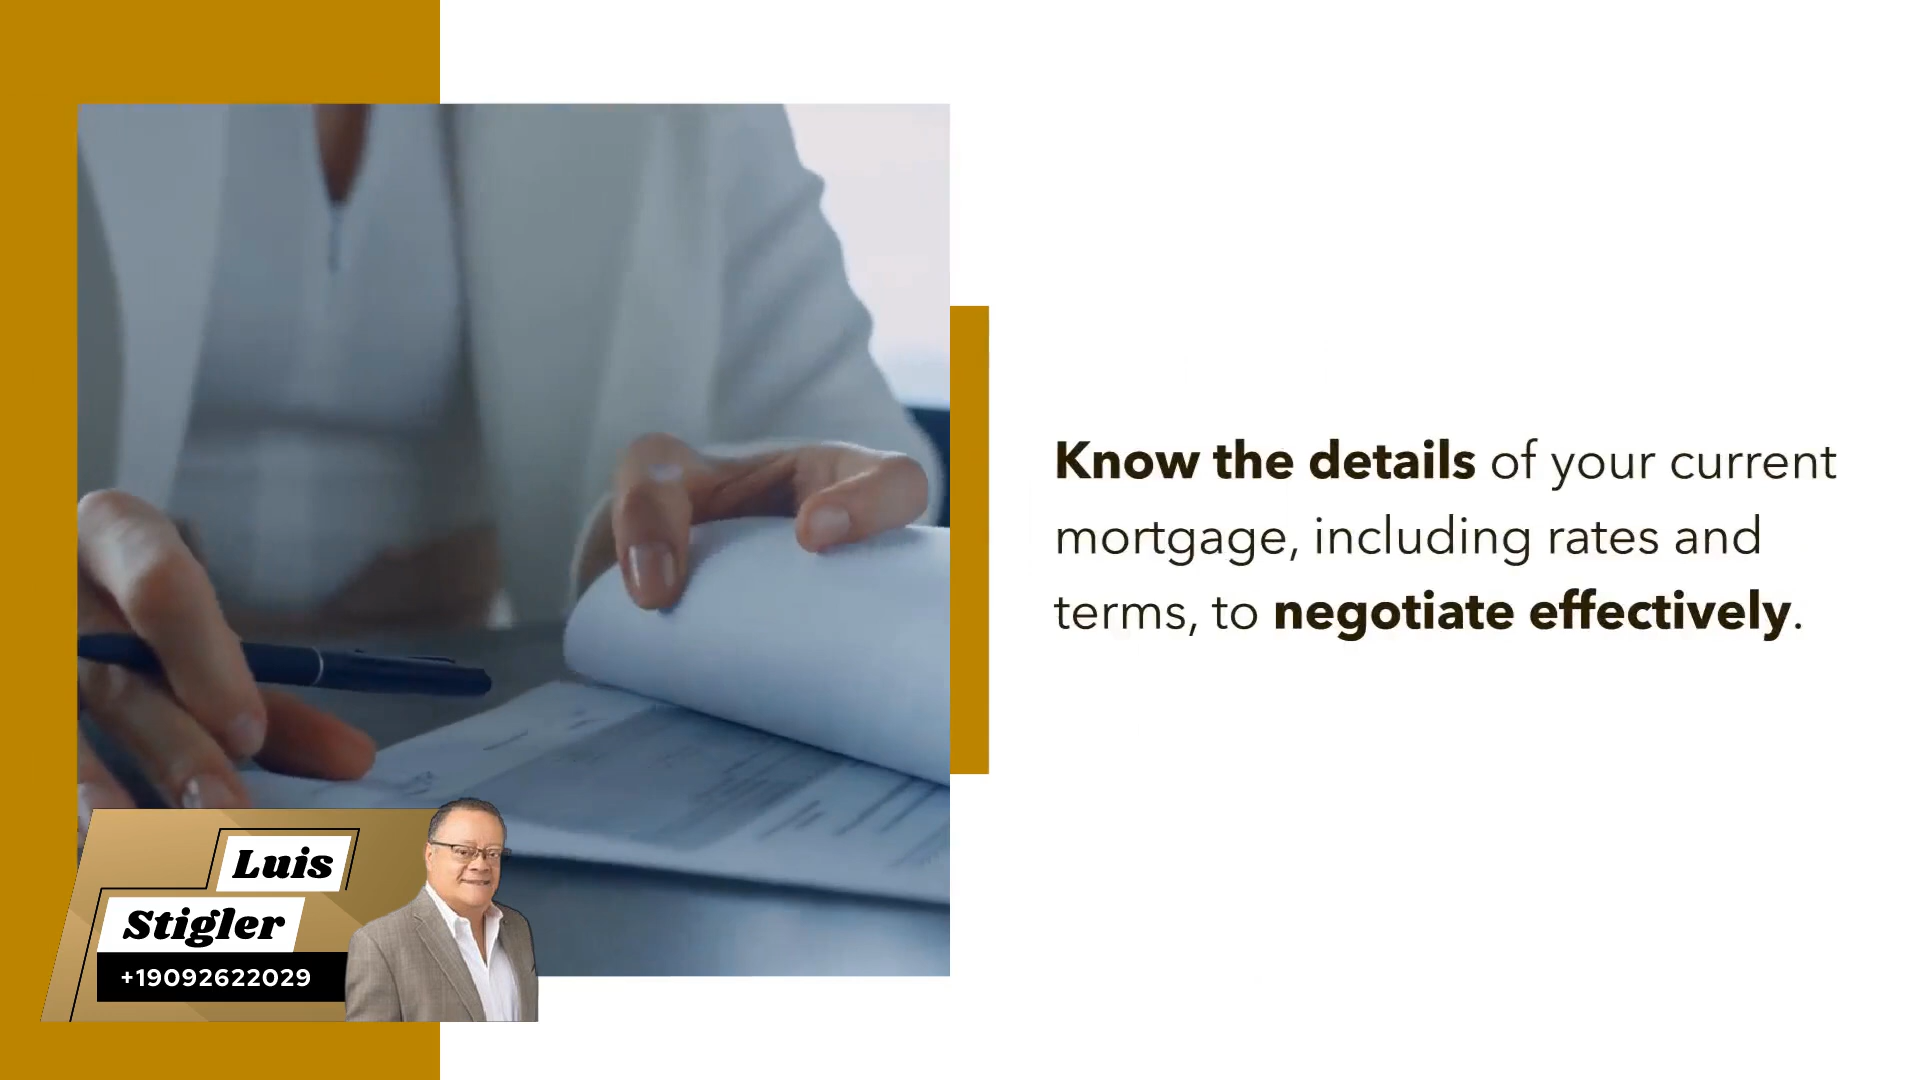 Know the details of your current
mortgage, including rates and
terms, to negotiate effectively.
Luis
Stigler
+19092622029